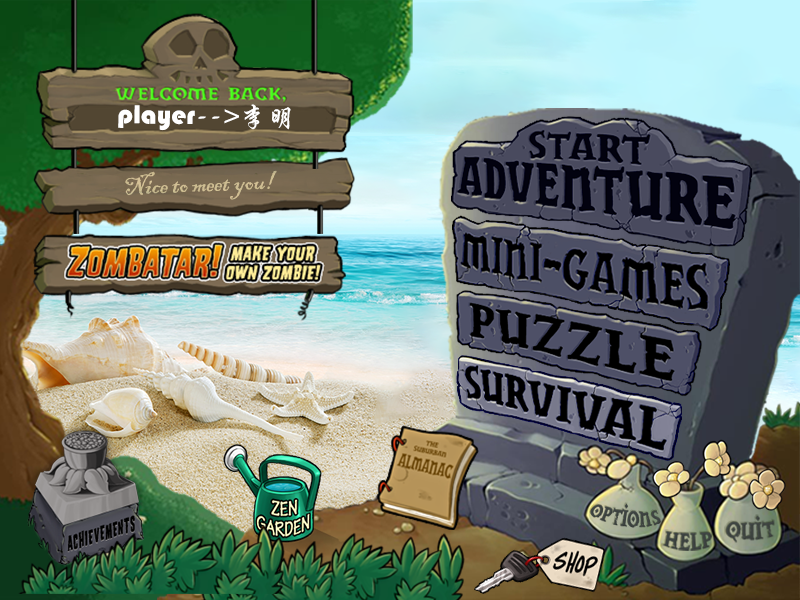 WELCOME BACK,
player-->李明
Nice to meet you!
ZOMBATAR! MAKE YOUR
OWN ZOMBIE!
START
ADVENTURE
MINI-GAMES
PUZZLE
SURVIVAL
THE
SUBURBAN
ALMANAC
ACHIEVEMENTS
ZEN
GARDEN
OPTIONS
HELP
QUIT
SHOP